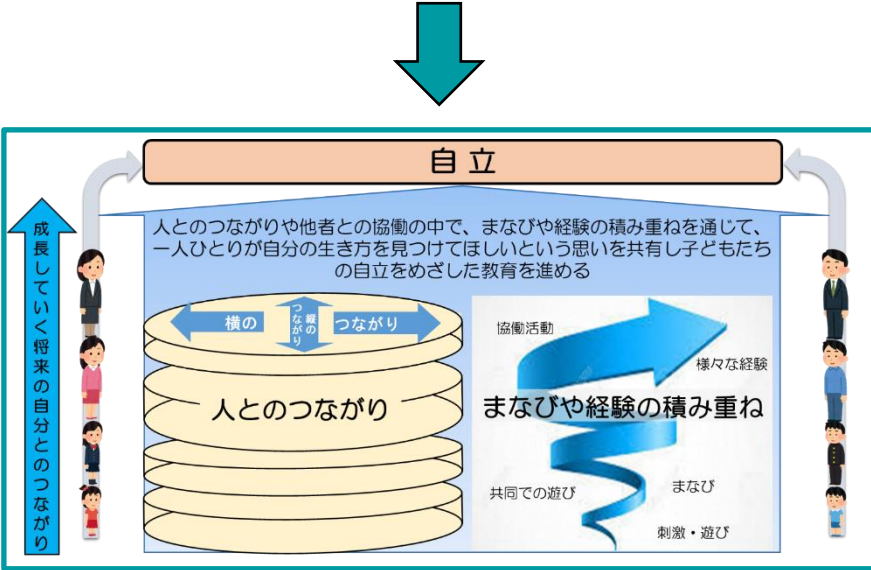 自立
成長していく将来の自分とのつながり
人とのつながりや他者との協働の中で、まなびや経験の積み重ねを通じて、
一人ひとりが自分の生き方を見つけてほしいという思いを共有し子どもたち
の自立をめざした教育を進める
横の
縦の
つながり
つながり
人とのつながり
協働活動
様々な経験
まなびや経験の積み重ね
共同での遊び
まなび
刺激・遊び